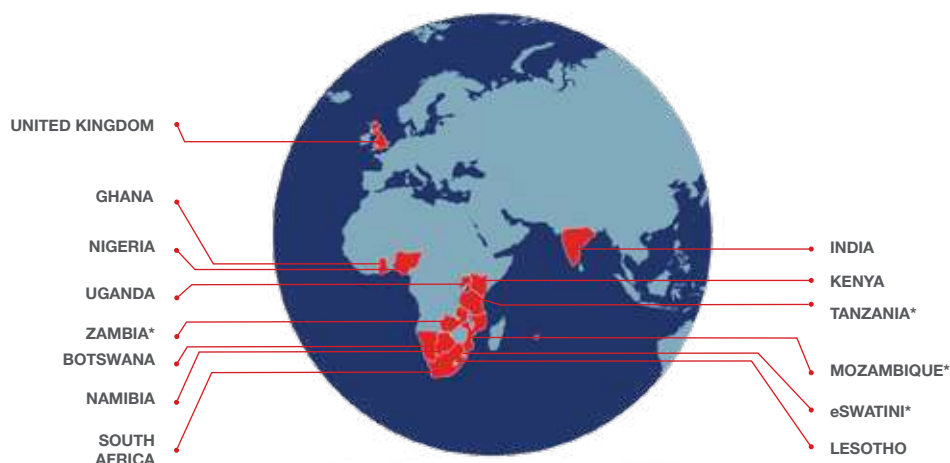 UNITED KINGDOM
GHANA
NIGERIA
UGANDA
ZAMBIA*
BOTSWANA
NAMIBIA
SOUTH
AFRICA
INDIA
KENYA
TANZANIA*
MOZAMBIQUE*
eSWATINI*
LESOTHO